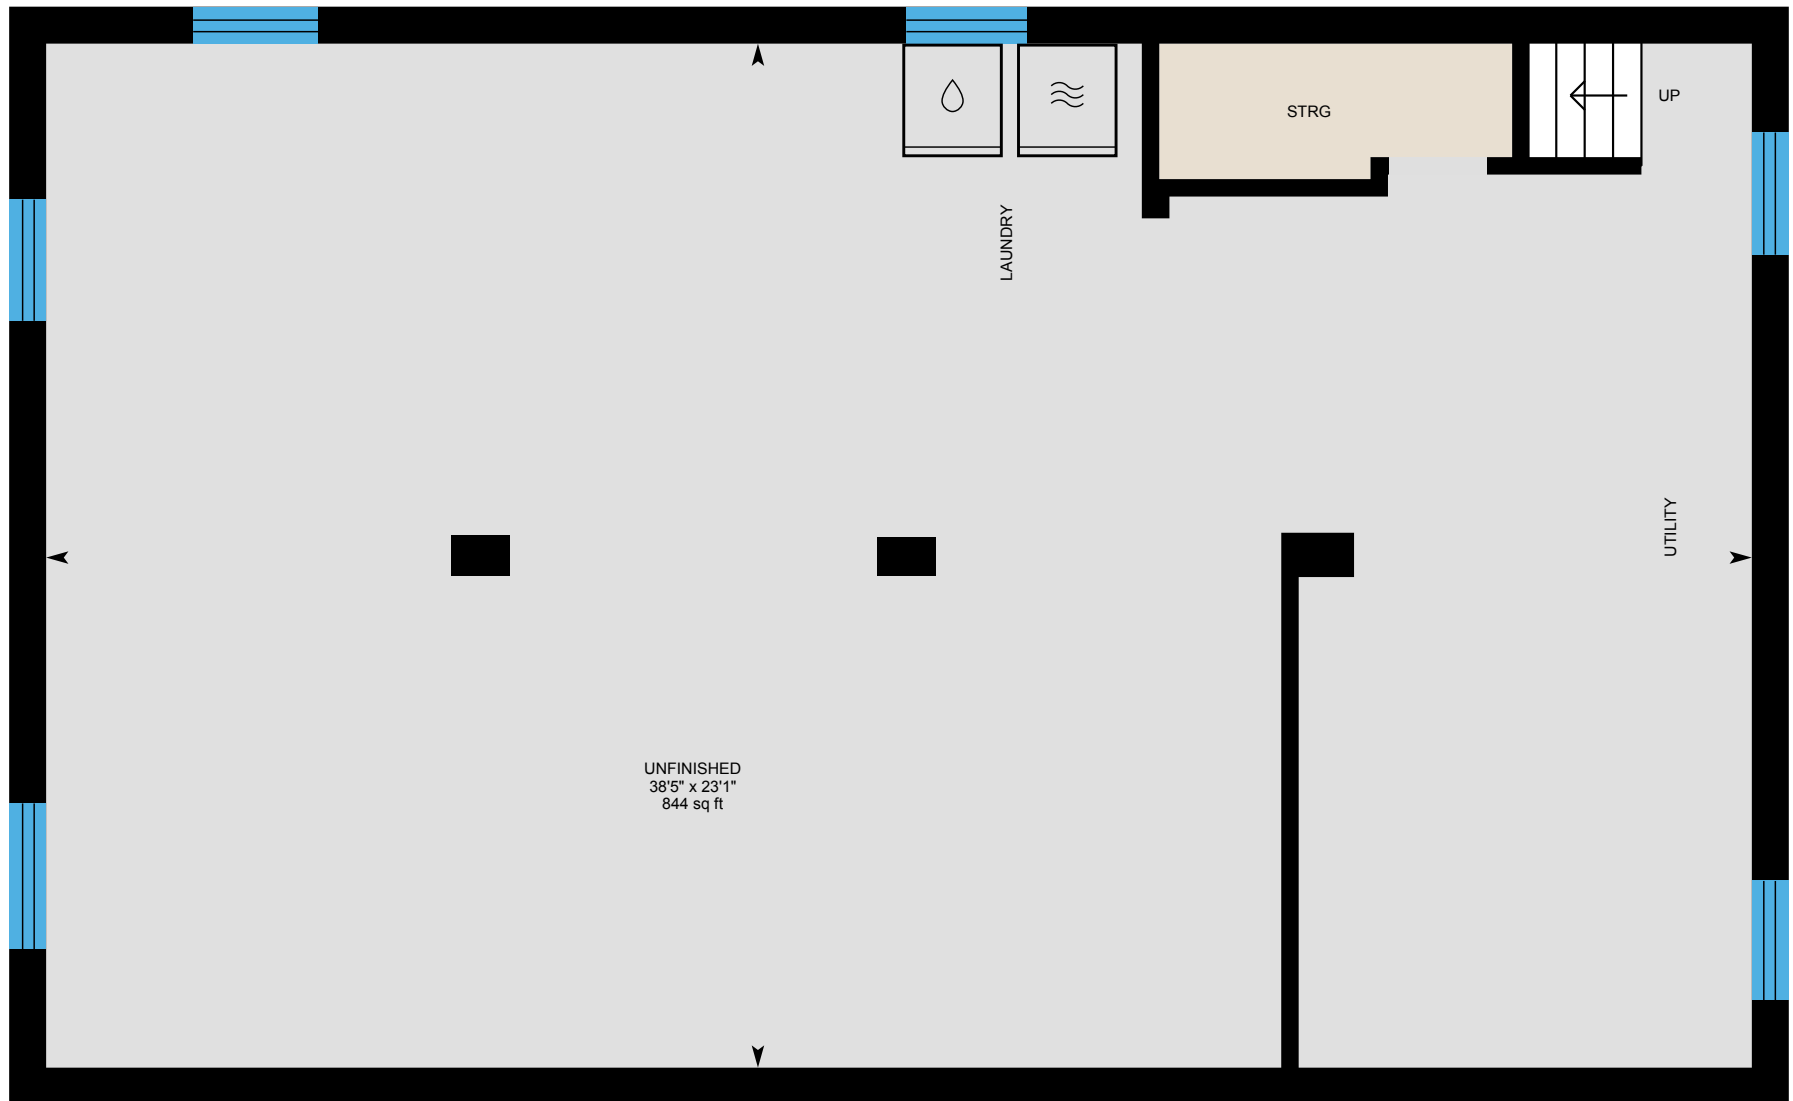 STRG
UP
LAUNDRY
UTILITY
UNFINISHED
38'5" x 23'1"
844 sq ft